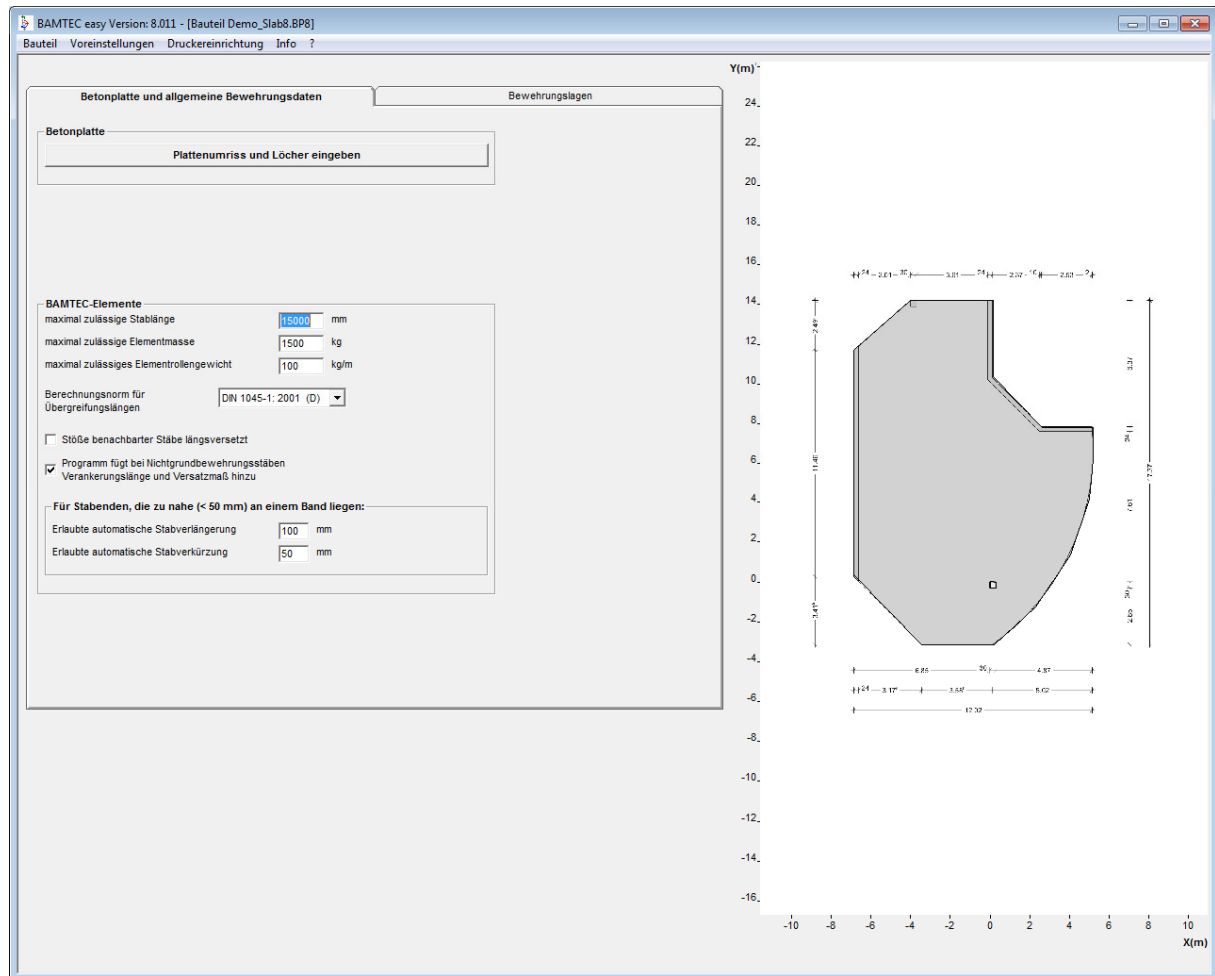 BAMTEC easy Version: 8.011 - [Bauteil Demo_Slab8.BP8]
Bauteil Voreinstellungen Druckereinrichtung Info ?
Betonplatte und allgemeine Bewehrungsdaten
Bewehrungslagen
Betonplatte
Plattenumriss und Löcher eingeben
BAMTEC-Elemente
maximal zulässige Stablänge 15000 mm
maximal zulässige Elementmasse 1500 kg
maximal zulässiges Elementrollengewicht 100 kg/m
Berechnungsnorm für
Übergreifungslängen
DIN 1045-1: 2001 (D)
Stöße benachbarter Stäbe längsversetzt
Programm fügt bei Nichtgrundbewehrungsstäben
Verankerungslänge und Versatzmaß hinzu
Für Stabenden, die zu nahe (< 50 mm) an einem Band liegen:
Erlaubte automatische Stabverlängerung 100 mm
Erlaubte automatische Stabverkürzung 50 mm
Y(m)
24
22
20
18
16
14
12
10
8
6
4
2
0
-2
-4
-6
-8
-10
-12
-14
-16
-10 -8 -6 -4 -2 0 2 4 6 8 10
X(m)